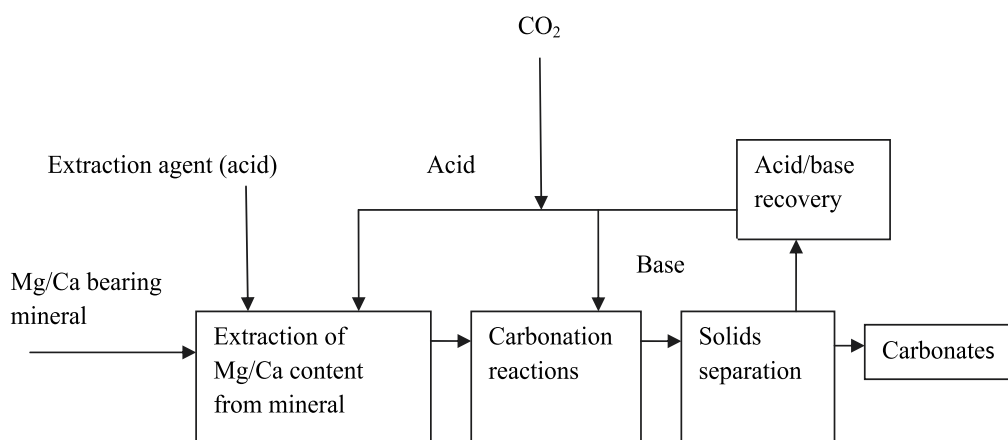 CO₂
Extraction agent (acid)
Acid
Acid/base
recovery
Mg/Ca bearing
mineral
Base
Extraction of
Mg/Ca content
from mineral
Carbonation
reactions
Solids
separation
Carbonates